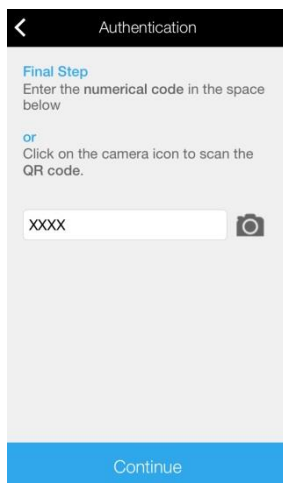 Authentication
Final Step
Enter the numerical code in the space
below
or
Click on the camera icon to scan the
QR code.
XXXX
Continue